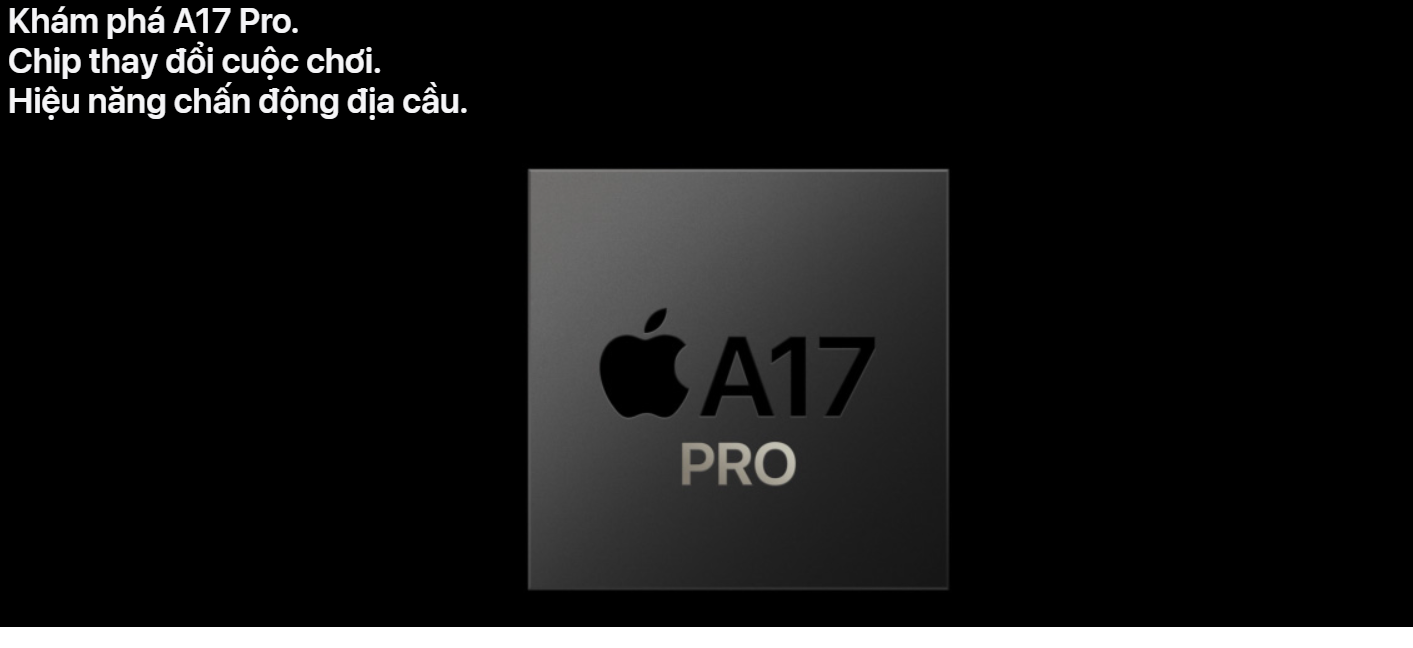 Khám phá A17 Pro.
Chip thay đổi cuộc chơi.
Hiệu năng chấn động địa cầu.
A17
PRO